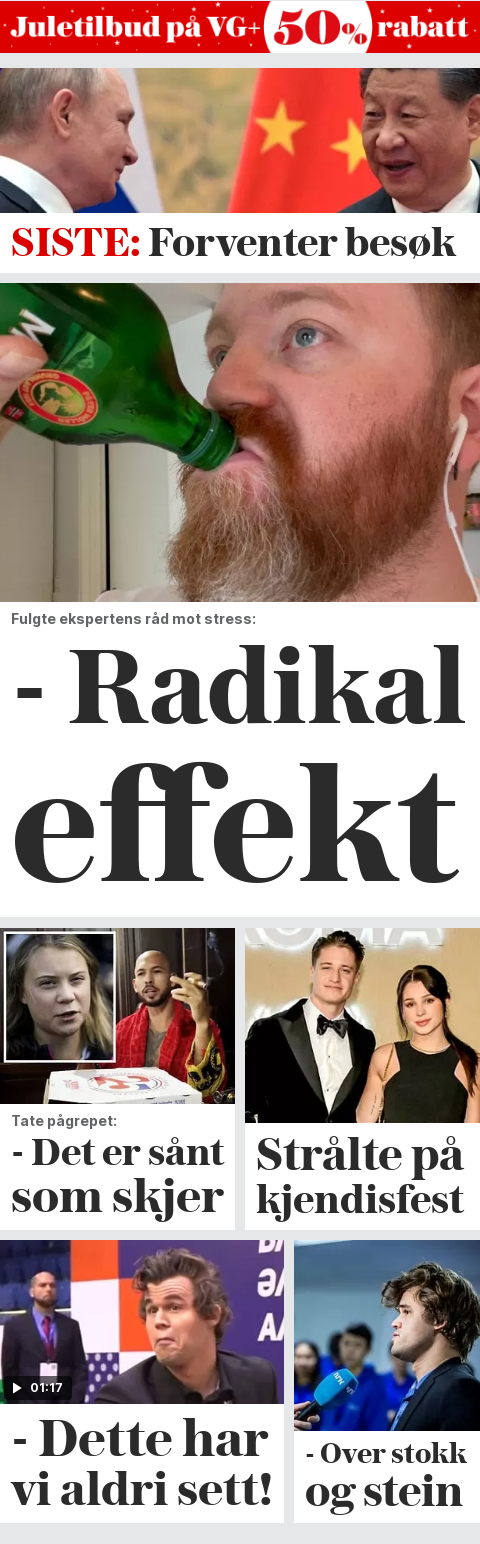 Juletilbud på VG+ 50% rabatt
SISTE: Forventer besøk
Fulgte ekspertens råd mot stress:
- Radikal
effekt
Tate pågrepet:
- Det er sånt
som skjer
Strålte på
kjendisfest
01:17
- Dette har
vi aldri sett!
- Over stokk
og stein